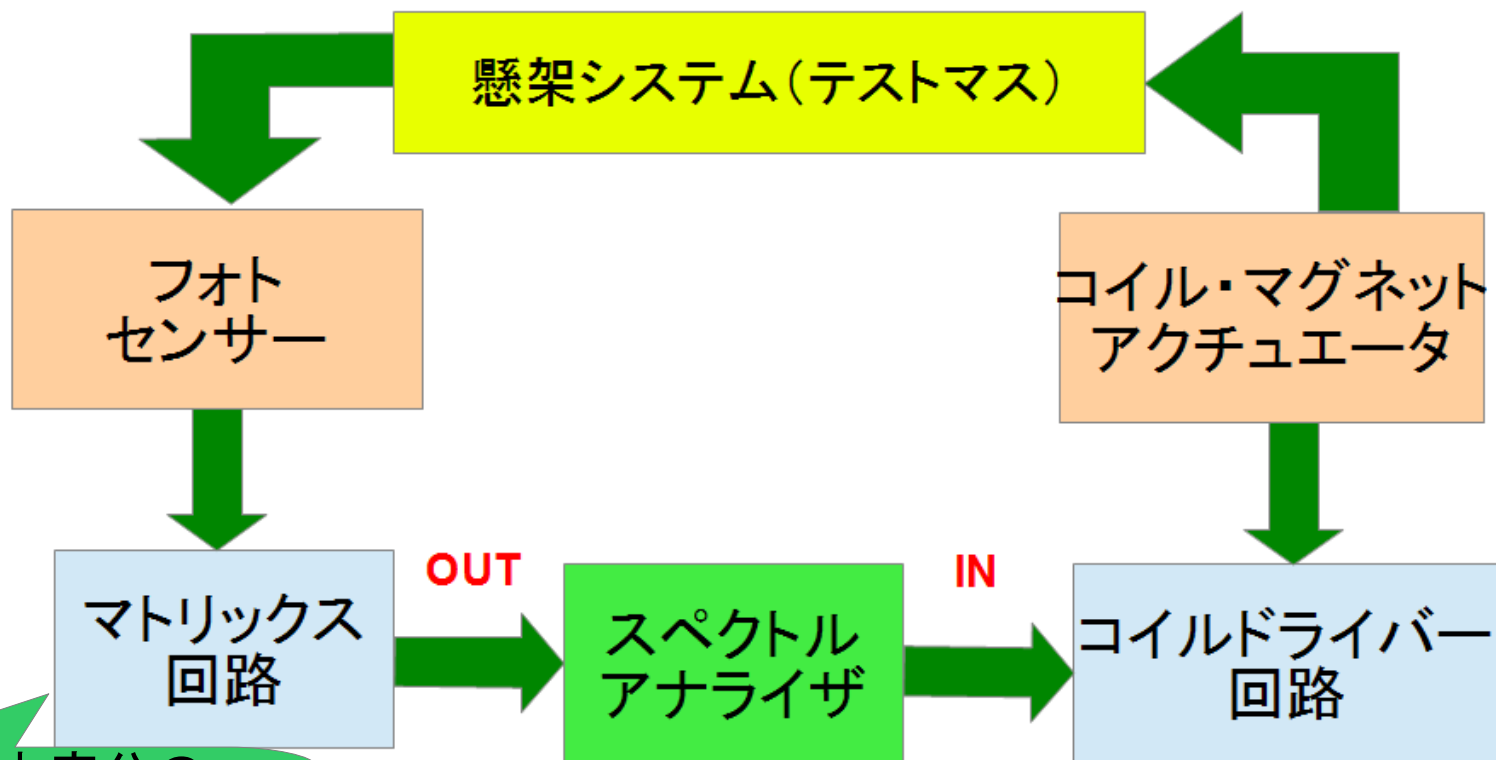 懸架システム(テストマス)
フォト
センサー
コイル・マグネット
アクチュエータ
OUT
IN
マトリックス
回路
スペクトル
アナライザ
コイルドライバー
回路